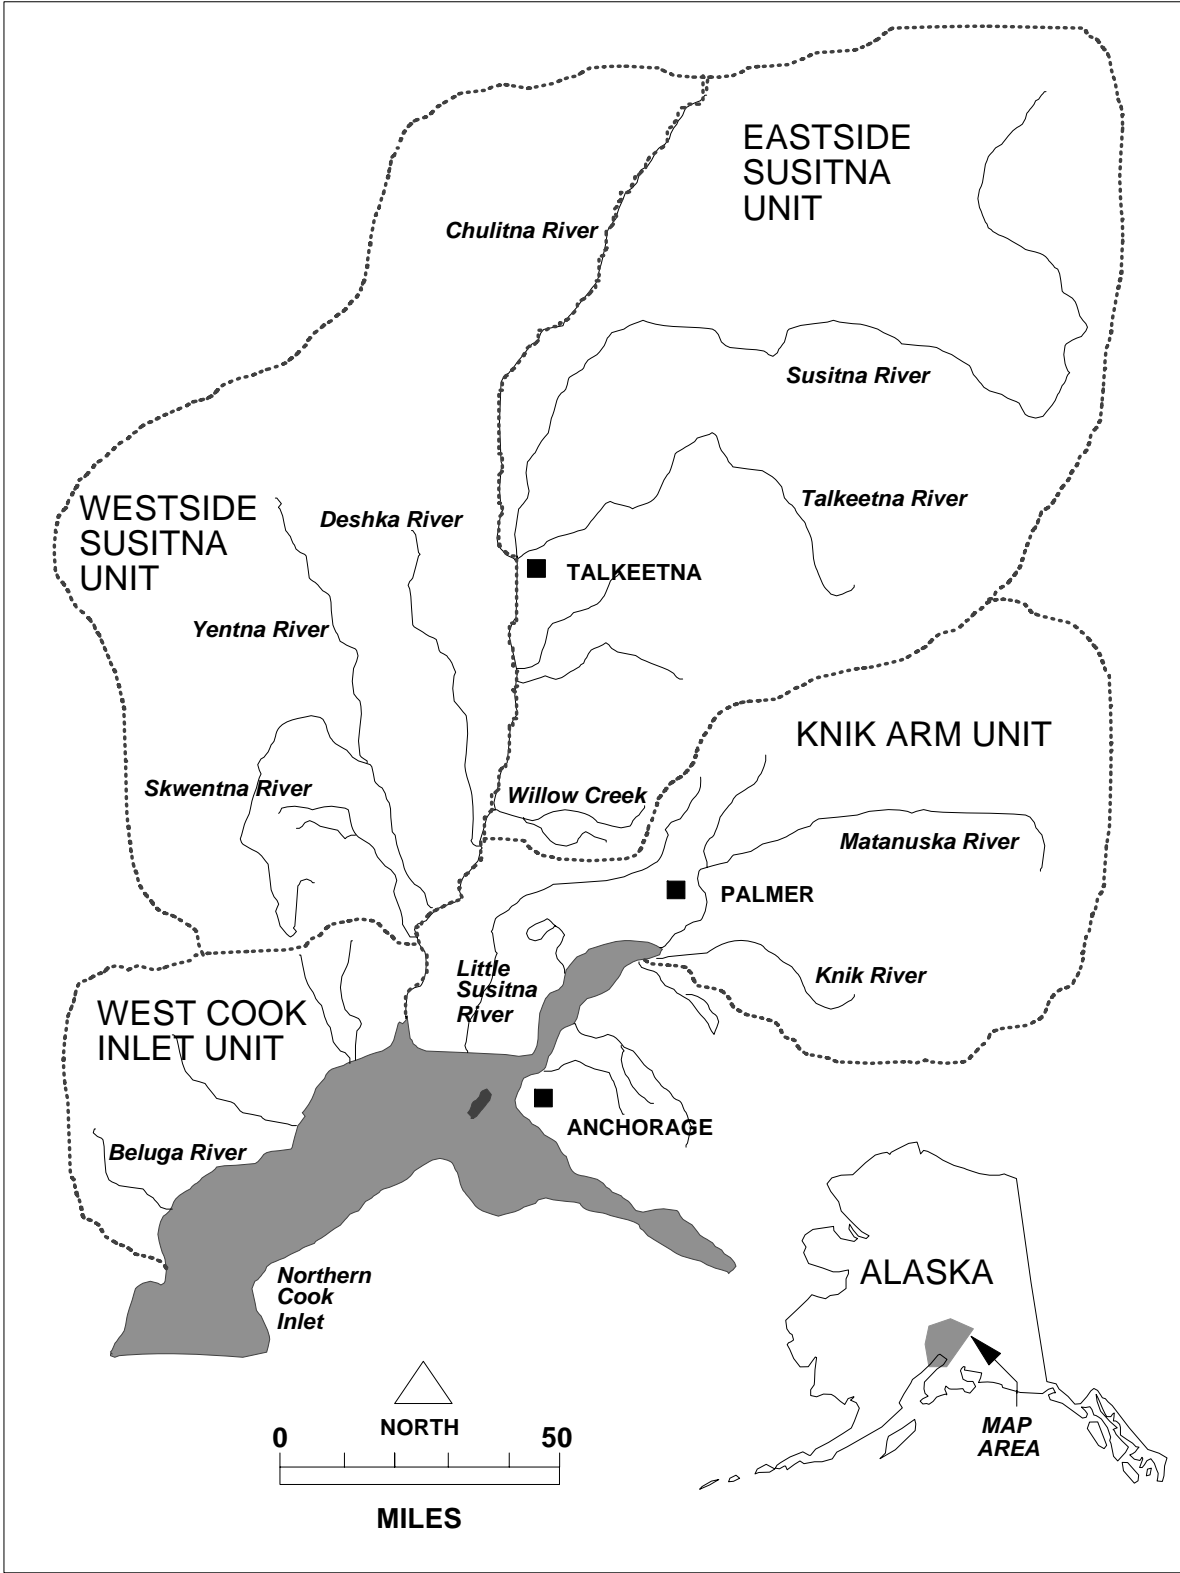 EASTSIDE
SUSITNA
UNIT
Chulitna River
Susitna River
Talkeetna River
WESTSIDE
SUSITNA
UNIT
Deshka River
TALKEETNA
Yentna River
KNIK ARM UNIT
Skwentna River
Willow Creek
Matanuska River
PALMER
Little
Susitna
River
Knik River
WEST COOK
INLET UNIT
ANCHORAGE
Beluga River
Northern
Cook
Inlet
ALASKA
MAP
AREA
NORTH
0 50
MILES